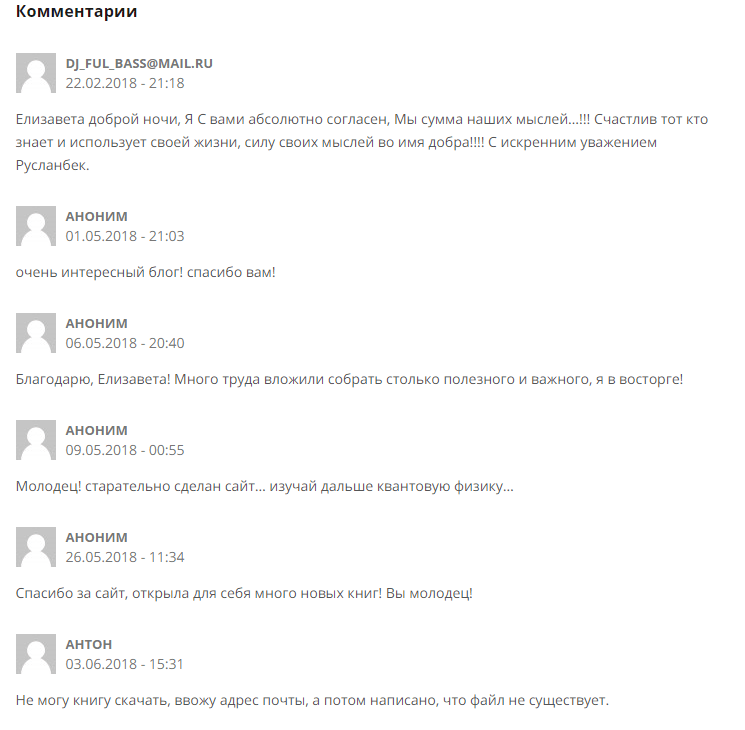 Комментарии
DJ_FUL_BASS@MAIL.RU
22.02.2018 - 21:18
Елизавета доброй ночи, Я С вами абсолютно согласен, Мы сумма наших мыслей...!!! Счастлив тот кто
знает и использует своей жизни, силу своих мыслей во имя добра!!!! С искренним уважением
Русланбек.
АНОНИМ
01.05.2018 - 21:03
очень интересный блог! спасибо вам!
АНОНИМ
06.05.2018 - 20:40
Благодарю, Елизавета! Много труда вложили собрать столько полезного и важного, я в восторге!
АНОНИМ
09.05.2018 - 00:55
Молодец! старательно сделан сайт... изучай дальше квантовую физику...
АНОНИМ
26.05.2018 - 11:34
Спасибо за сайт, открыла для себя много новых книг! Вы молодец!
АНТОН
03.06.2018 - 15:31
Не могу книгу скачать, ввожу адрес почты, а потом написано, что файл не существует.